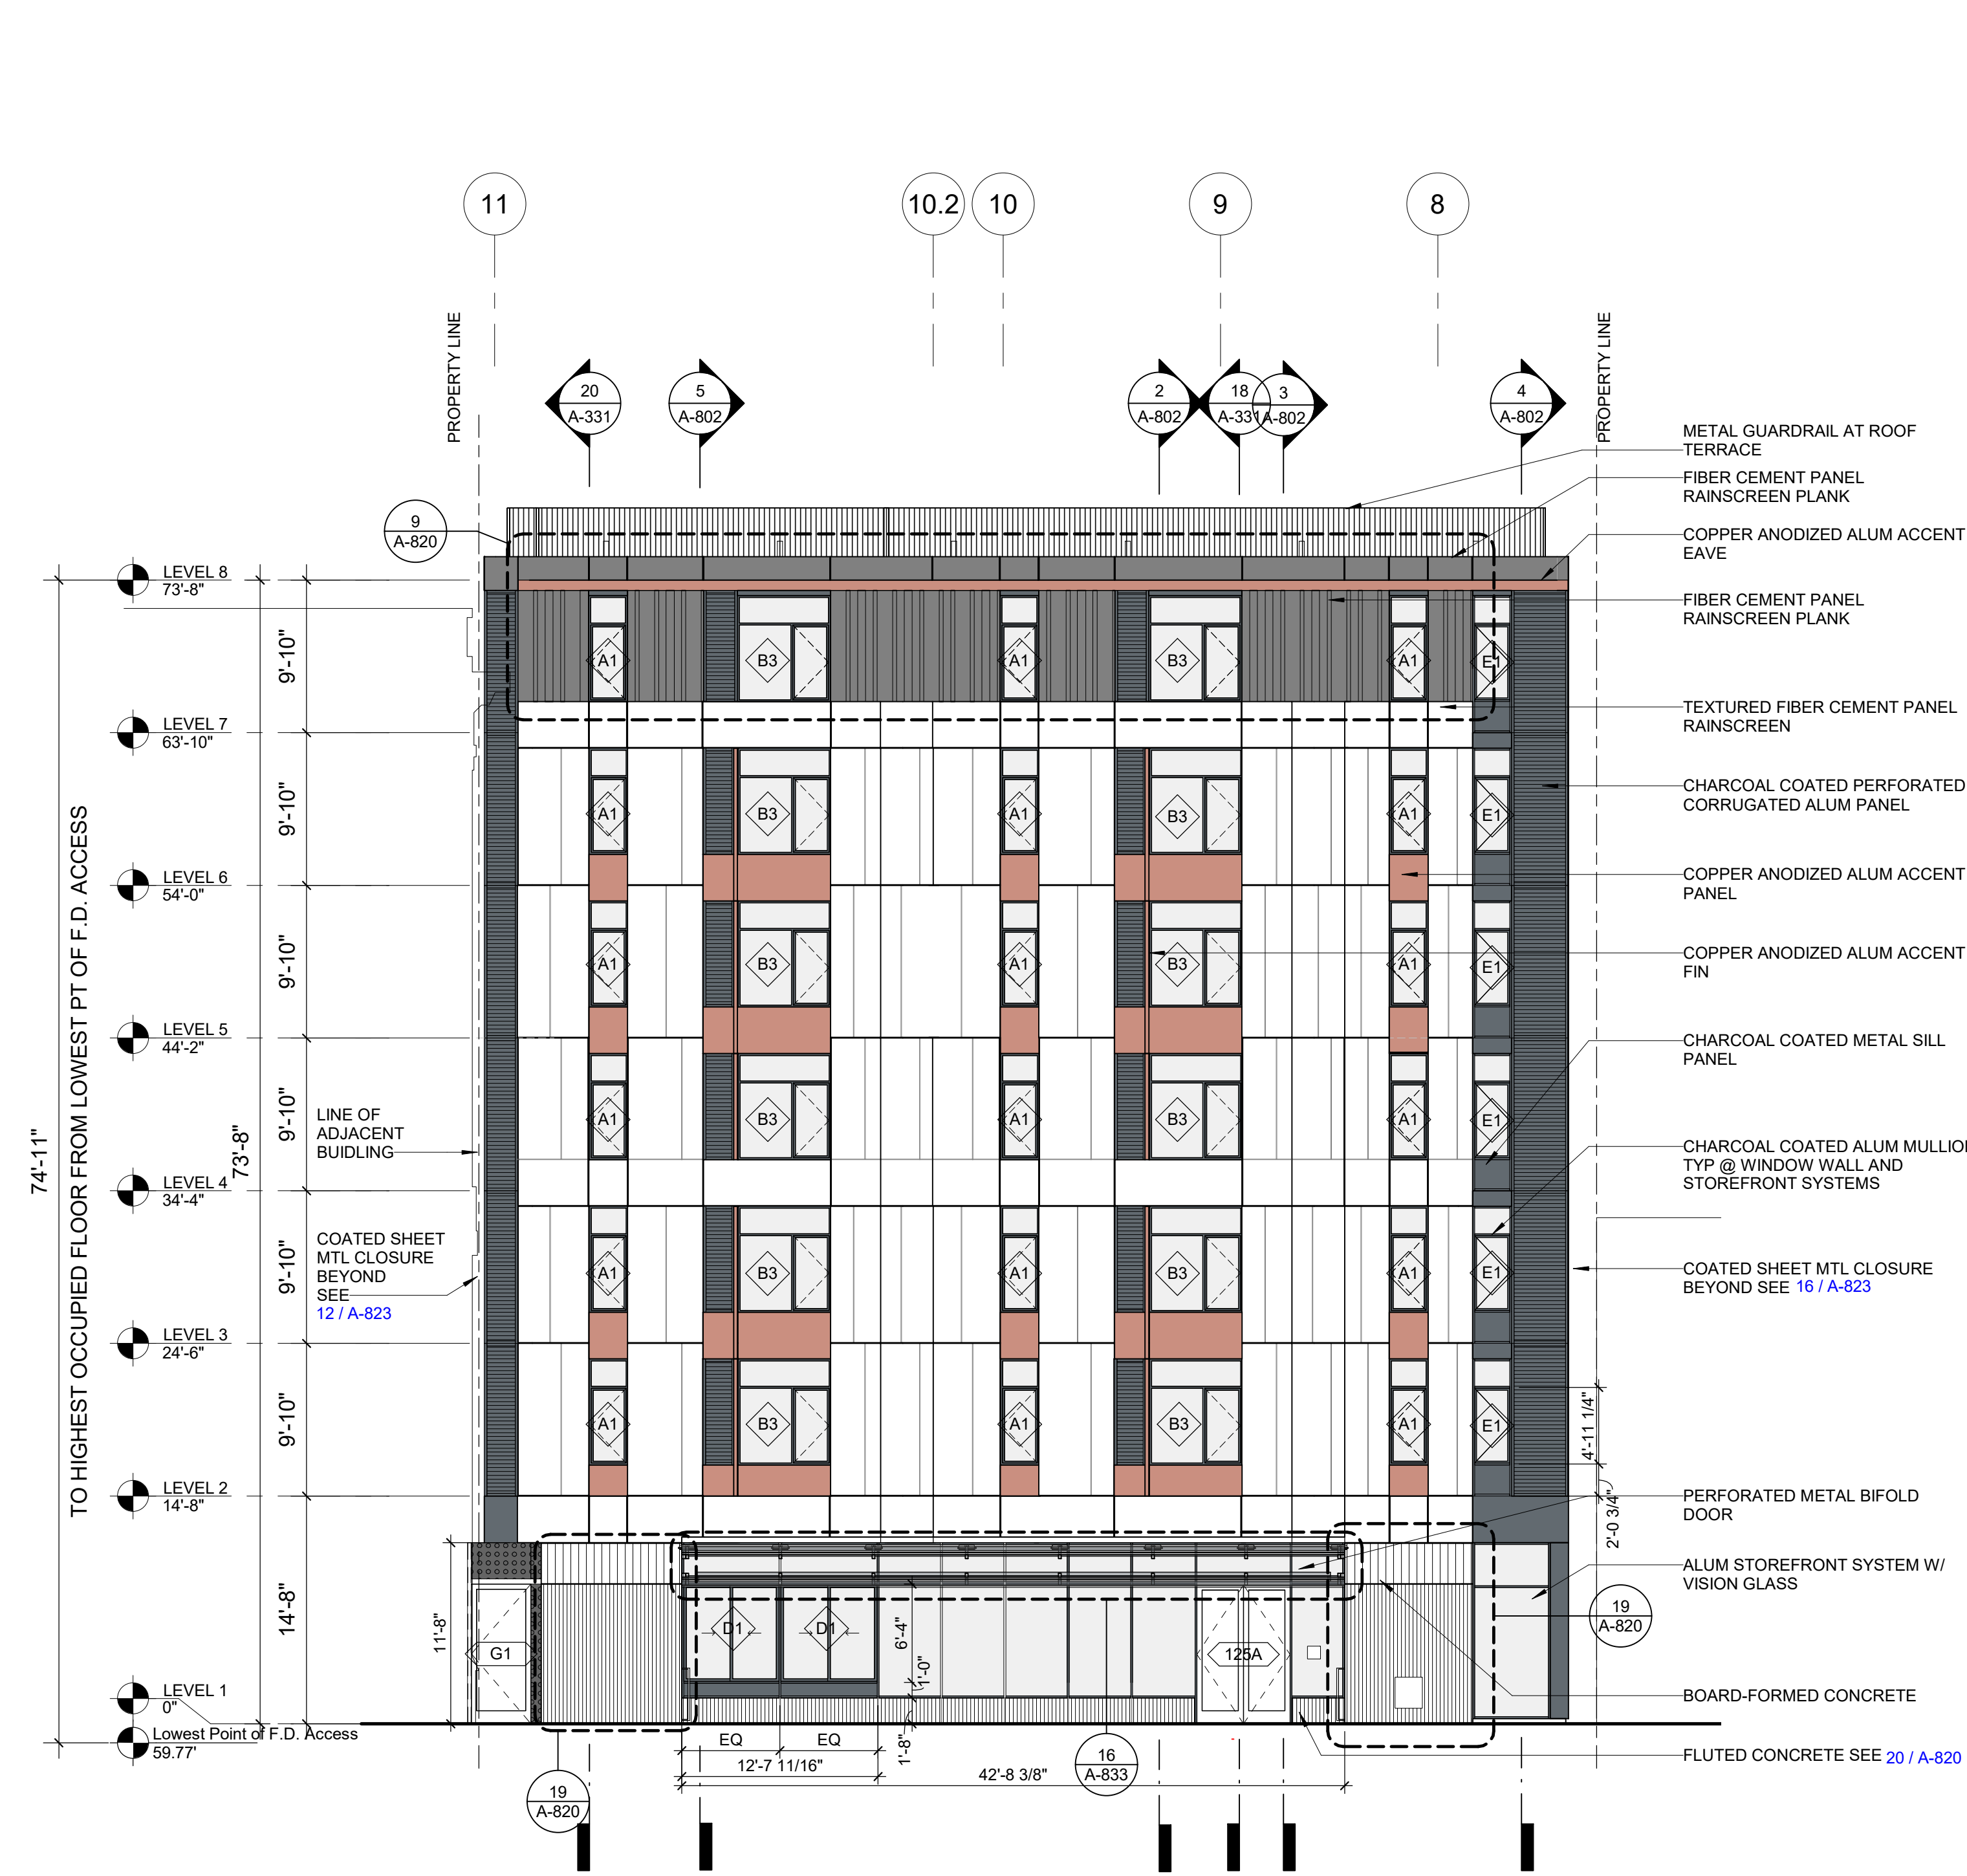 11
10.2
10
9
8
PROPERTY LINE
PROPERTY LINE
20
A-331
5
A-802
2
A-802
18
A-331
3
A-802
4
A-802
9
A-820
METAL GUARDRAIL AT ROOF
TERRACE
FIBER CEMENT PANEL
RAINSCREEN PLANK
COPPER ANODIZED ALUM ACCENT
EAVE
FIBER CEMENT PANEL
RAINSCREEN PLANK
TEXTURED FIBER CEMENT PANEL
RAINSCREEN
CHARCOAL COATED PERFORATED
CORRUGATED ALUM PANEL
COPPER ANODIZED ALUM ACCENT
PANEL
COPPER ANODIZED ALUM ACCENT
FIN
CHARCOAL COATED METAL SILL
PANEL
CHARCOAL COATED ALUM MULLIO
TYP @ WINDOW WALL AND
STOREFRONT SYSTEMS
COATED SHEET MTL CLOSURE
BEYOND SEE 16 / A-823
PERFORATED METAL BIFOLD
DOOR
ALUM STOREFRONT SYSTEM W/
VISION GLASS
19
A-820
BOARD-FORMED CONCRETE
FLUTED CONCRETE SEE 20 / A-820
LEVEL 8
73'-8"
LEVEL 7
63'-10"
LEVEL 6
54'-0"
LEVEL 5
44'-2"
LEVEL 4
34'-4"
LEVEL 3
24'-6"
LEVEL 2
14'-8"
LEVEL 1
0"
Lowest Point of F.D. Access
59.77'
74'-11"
TO HIGHEST OCCUPIED FLOOR FROM LOWEST PT OF F.D. ACCESS
73'-8"
9'-10"
9'-10"
9'-10"
9'-10"
9'-10"
9'-10"
14'-8"
11'-8"
LINE OF
ADJACENT
BUIDLING
COATED SHEET
MTL CLOSURE
BEYOND
SEE
12 / A-823
A1 B3 A1 B3 A1 E1
A1 B3 A1 B3 A1 E1
A1 B3 A1 B3 A1 E1
A1 B3 A1 B3 A1 E1
A1 B3 A1 B3 A1 E1
A1 B3 A1 B3 A1 E1
4'-11 1/4"
2'-0 3/4"
G1
D1
D1
6'-4"
1'-0"
1'-8"
125A
EQ
EQ
12'-7 11/16"
42'-8 3/8"
19
A-820
16
A-833